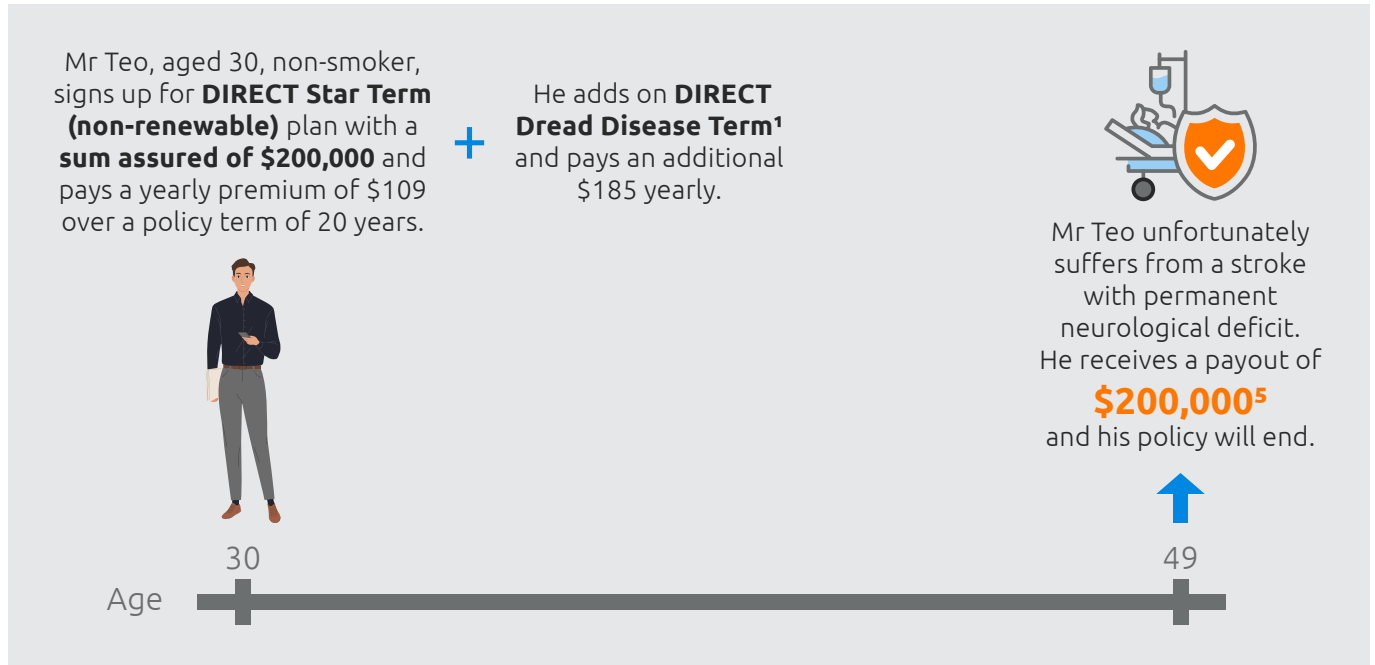 Mr Teo, aged 30, non-smoker,
signs up for DIRECT Star Term
(non-renewable) plan with a
sum assured of $200,000 and
pays a yearly premium of $109
over a policy term of 20 years.
+
He adds on DIRECT
Dread Disease Term¹
and pays an additional
$185 yearly.
Mr Teo unfortunately
suffers from a stroke
with permanent
neurological deficit.
He receives a payout of
$200,000⁵
and his policy will end.
30
49
Age